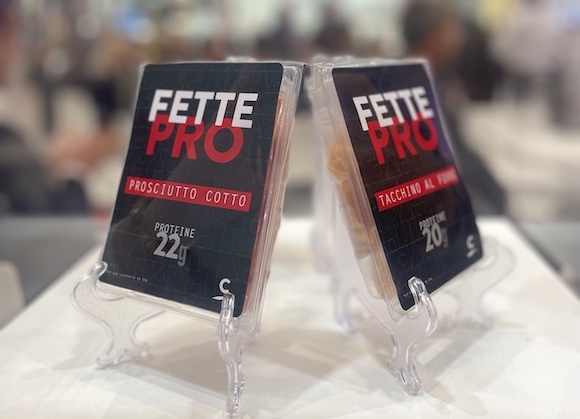 FETTE
PRO
PROSCIUTTO COTTO
PROTEINE
22g
C
FETTE
PRO
TACCHINO AL FORNO
PROTEINE
20g